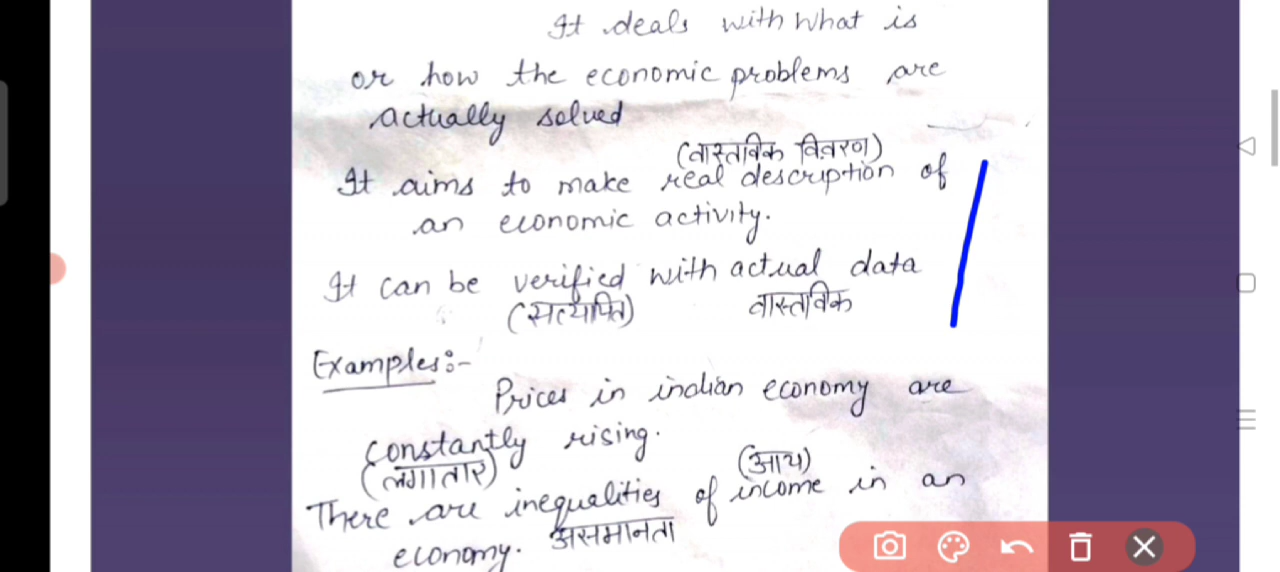 It deals with what is
or how the economic problems are
actually solved
(वास्तविक विवरण)
It aims to make real description of
an economic activity.
It can be verified with actual data
(सत्यापित) वास्तविक
Examples:-
Prices in indian economy are
constantly rising.
(लगातार) (आय)
There are inequalities of income in an
economy. असमानता